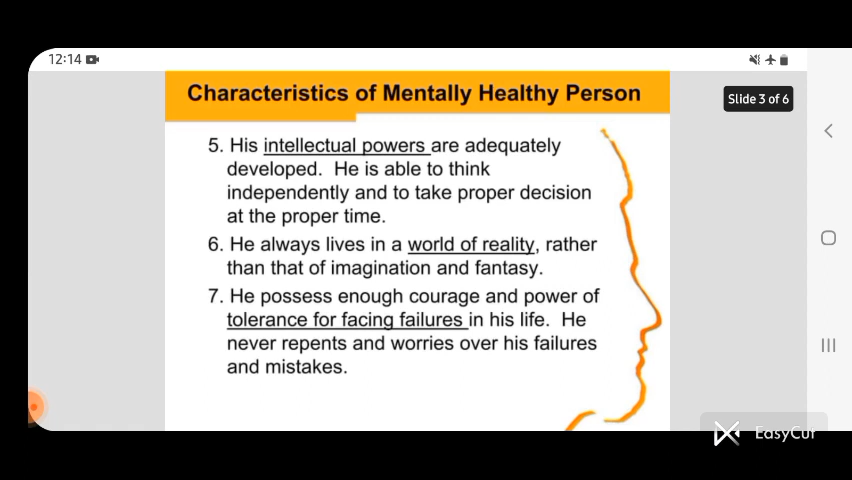 12:14
Characteristics of Mentally Healthy Person
Slide 3 of 6
5. His intellectual powers are adequately
developed. He is able to think
independently and to take proper decision
at the proper time.
6. He always lives in a world of reality, rather
than that of imagination and fantasy.
7. He possess enough courage and power of
tolerance for facing failures in his life. He
never repents and worries over his failures
and mistakes.
EasyCut